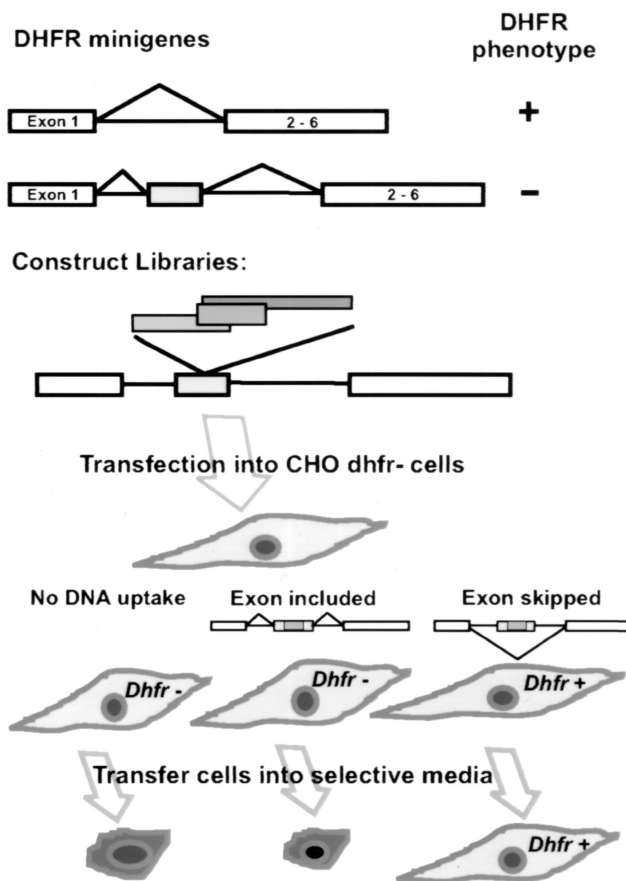 DHFR minigenes
DHFR
phenotype
Exon 1
2 - 6
+
Exon 1
2 - 6
–
Construct Libraries:
Transfection into CHO dhfr- cells
No DNA uptake
Exon included
Exon skipped
Dhfr -
Dhfr -
Dhfr +
Transfer cells into selective media
Dhfr +